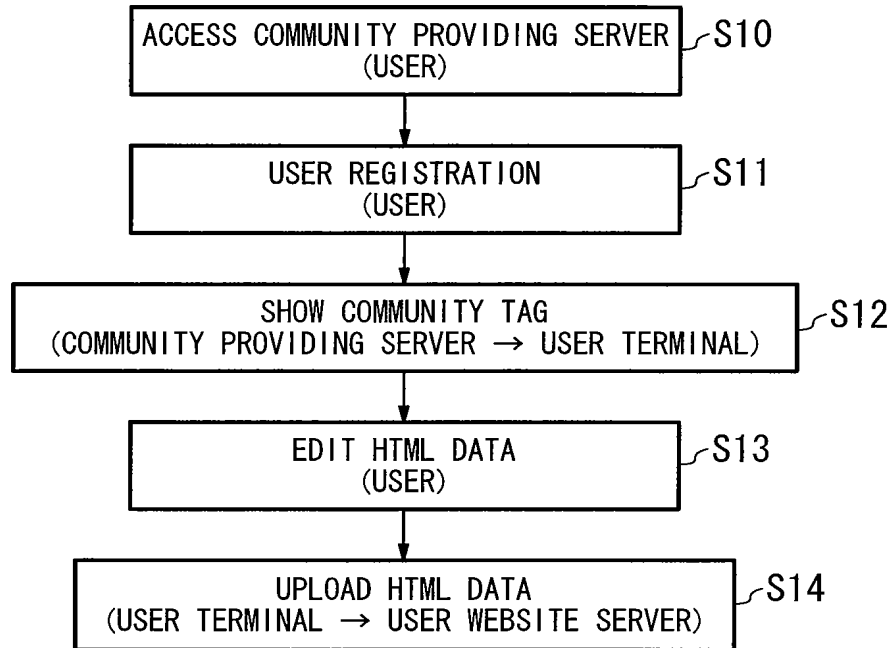 ACCESS COMMUNITY PROVIDING SERVER
(USER)
S10
USER REGISTRATION
(USER)
S11
SHOW COMMUNITY TAG
(COMMUNITY PROVIDING SERVER → USER TERMINAL)
S12
EDIT HTML DATA
(USER)
S13
UPLOAD HTML DATA
(USER TERMINAL → USER WEBSITE SERVER)
S14